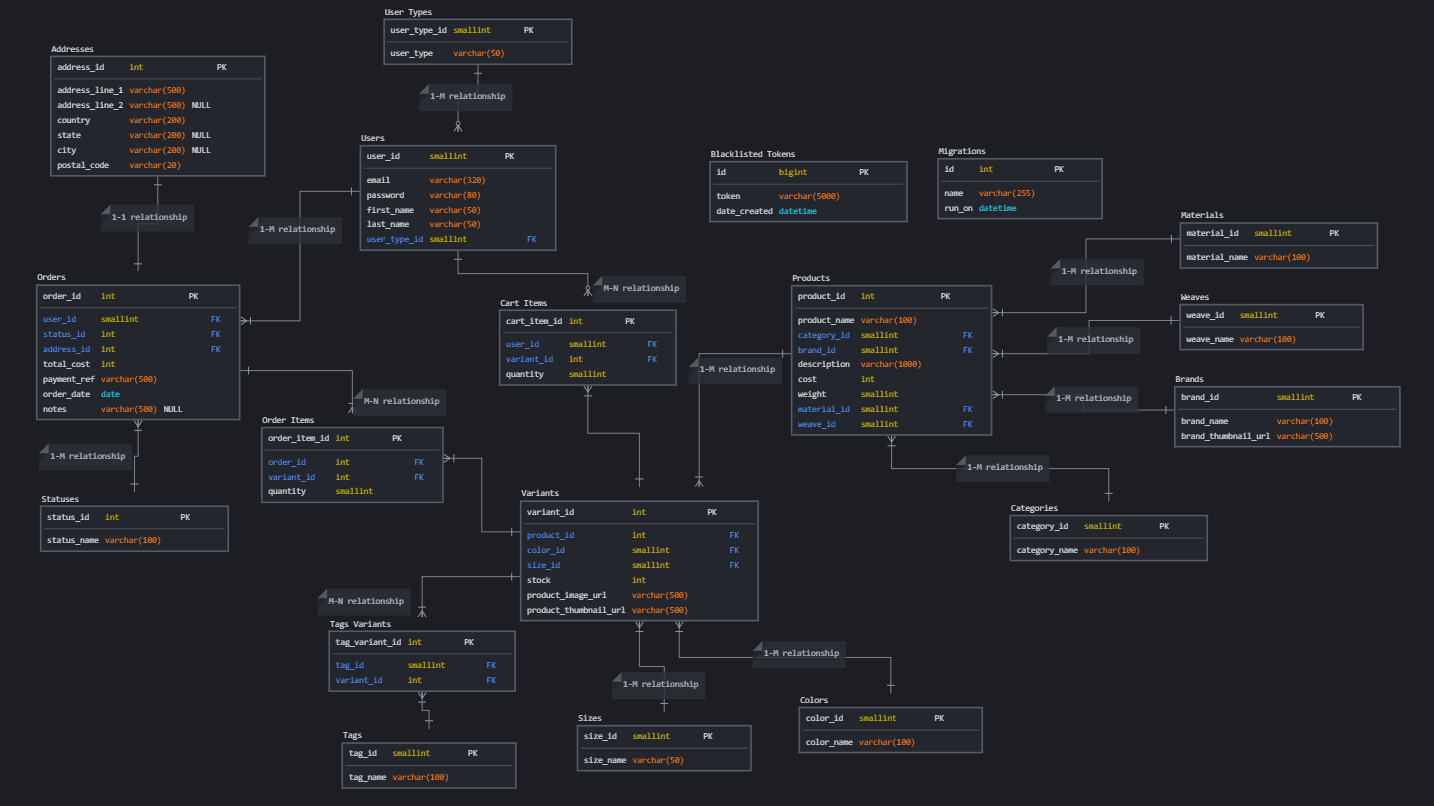 User Types
user_type_id smallint PK
user_type varchar(50)
1-M relationship
Addresses
address_id int PK
address_line_1 varchar(500)
address_line_2 varchar(500) NULL
country varchar(200)
state varchar(200) NULL
city varchar(200) NULL
postal_code varchar(20)
1-1 relationship
Users
user_id smallint PK
email varchar(320)
password varchar(80)
first_name varchar(50)
last_name varchar(50)
user_type_id smallint FK
1-M relationship
M-N relationship
Blacklisted Tokens
id bigint PK
token varchar(5000)
date_created datetime
Migrations
id int PK
name varchar(255)
run_on datetime
Materials
material_id smallint PK
material_name varchar(100)
1-M relationship
Orders
order_id int PK
user_id smallint FK
status_id int FK
address_id int FK
total_cost int
payment_ref varchar(500)
order_date date
notes varchar(500) NULL
M-N relationship
Cart Items
cart_item_id int PK
user_id smallint FK
variant_id int FK
quantity smallint
1-M relationship
Products
product_id int PK
product_name varchar(100)
category_id smallint FK
brand_id smallint FK
description varchar(1000)
cost int
weight smallint
material_id smallint FK
weave_id smallint FK
Weaves
weave_id smallint PK
weave_name varchar(100)
1-M relationship
Brands
brand_id smallint PK
brand_name varchar(100)
brand_thumbnail_url varchar(500)
1-M relationship
1-M relationship
Order Items
order_item_id int PK
order_id int FK
variant_id int FK
quantity smallint
1-M relationship
Statuses
status_id int PK
status_name varchar(100)
Variants
variant_id int PK
product_id int FK
color_id smallint FK
size_id smallint FK
stock int
product_image_url varchar(500)
product_thumbnail_url varchar(500)
Categories
category_id smallint PK
category_name varchar(100)
M-N relationship
Tags Variants
tag_variant_id int PK
tag_id smallint FK
variant_id int FK
1-M relationship
1-M relationship
Tags
tag_id smallint PK
tag_name varchar(100)
Sizes
size_id smallint PK
size_name varchar(50)
Colors
color_id smallint PK
color_name varchar(100)